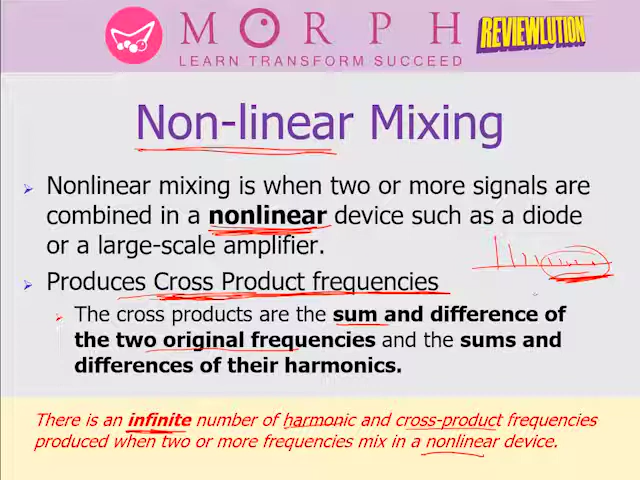 MORPH
LEARN TRANSFORM SUCCEED
REVIEWLUTION
Non-linear Mixing
Nonlinear mixing is when two or more signals are
combined in a nonlinear device such as a diode
or a large-scale amplifier.
Produces Cross Product frequencies
The cross products are the sum and difference of
the two original frequencies and the sums and
differences of their harmonics.
There is an infinite number of harmonic and cross-product frequencies
produced when two or more frequencies mix in a nonlinear device.